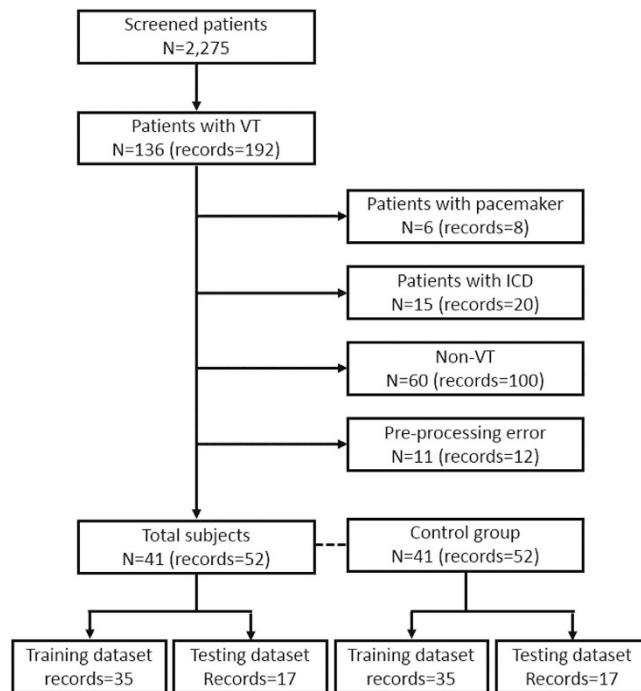 Screened patients
N=2,275
Patients with VT
N=136 (records=192)
Patients with pacemaker
N=6 (records=8)
Patients with ICD
N=15 (records=20)
Non-VT
N=60 (records=100)
Pre-processing error
N=11 (records=12)
Total subjects
N=41 (records=52)
Control group
N=41 (records=52)
Training dataset
records=35
Testing dataset
Records=17
Training dataset
records=35
Testing dataset
Records=17